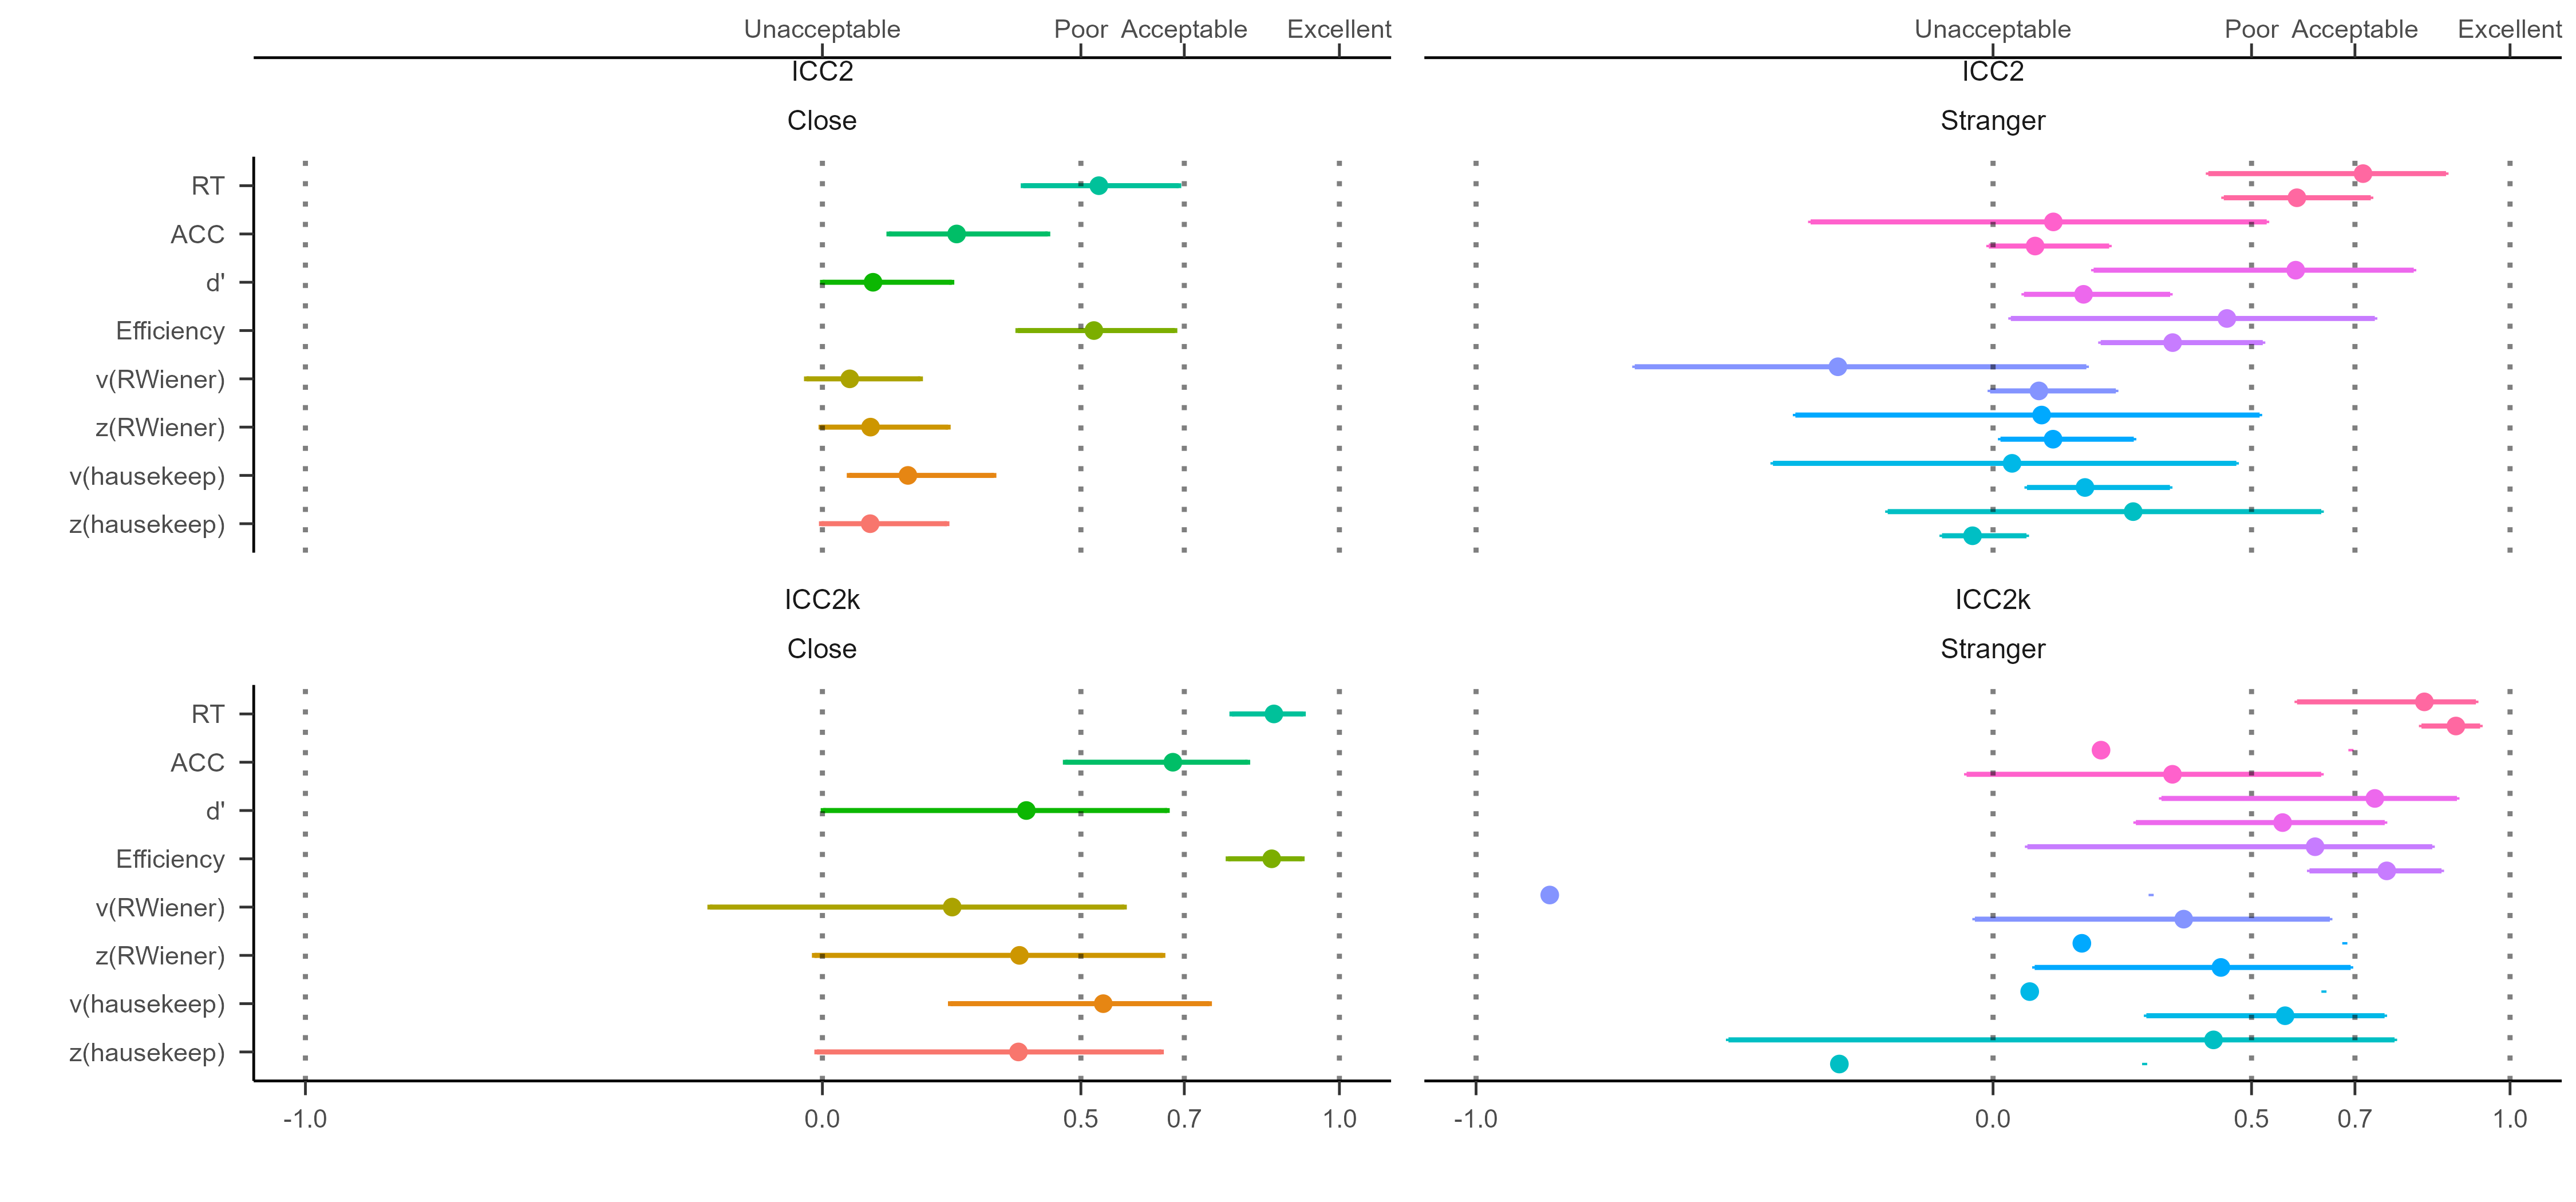 Unacceptable Poor Acceptable Excellent
Unacceptable Poor Acceptable Excellent
ICC2
Close
ICC2
Stranger
RT
ACC
d'
Efficiency
v(RWiener)
z(RWiener)
v(hausekeep)
z(hausekeep)
ICC2k
Close
ICC2k
Stranger
RT
ACC
d'
Efficiency
v(RWiener)
z(RWiener)
v(hausekeep)
z(hausekeep)
-1.0 0.0 0.5 0.7 1.0
-1.0 0.0 0.5 0.7 1.0